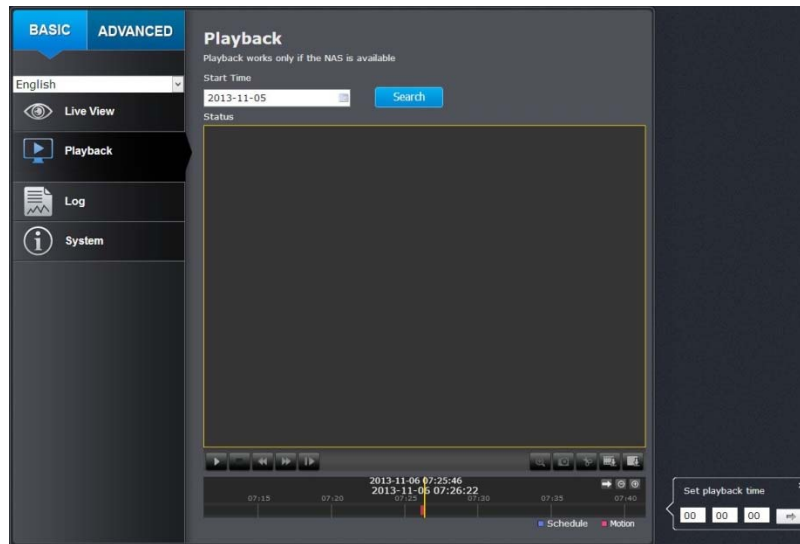 BASIC ADVANCED
English
Live View
Playback
Log
System
Playback
Playback works only if the NAS is available
Start Time
2013-11-05
Search
Status
2013-11-06 07:25:46
2013-11-06 07:26:22
07:15 07:20 07:25 07:30 07:35 07:40
Schedule Motion
Set playback time
00 00 00